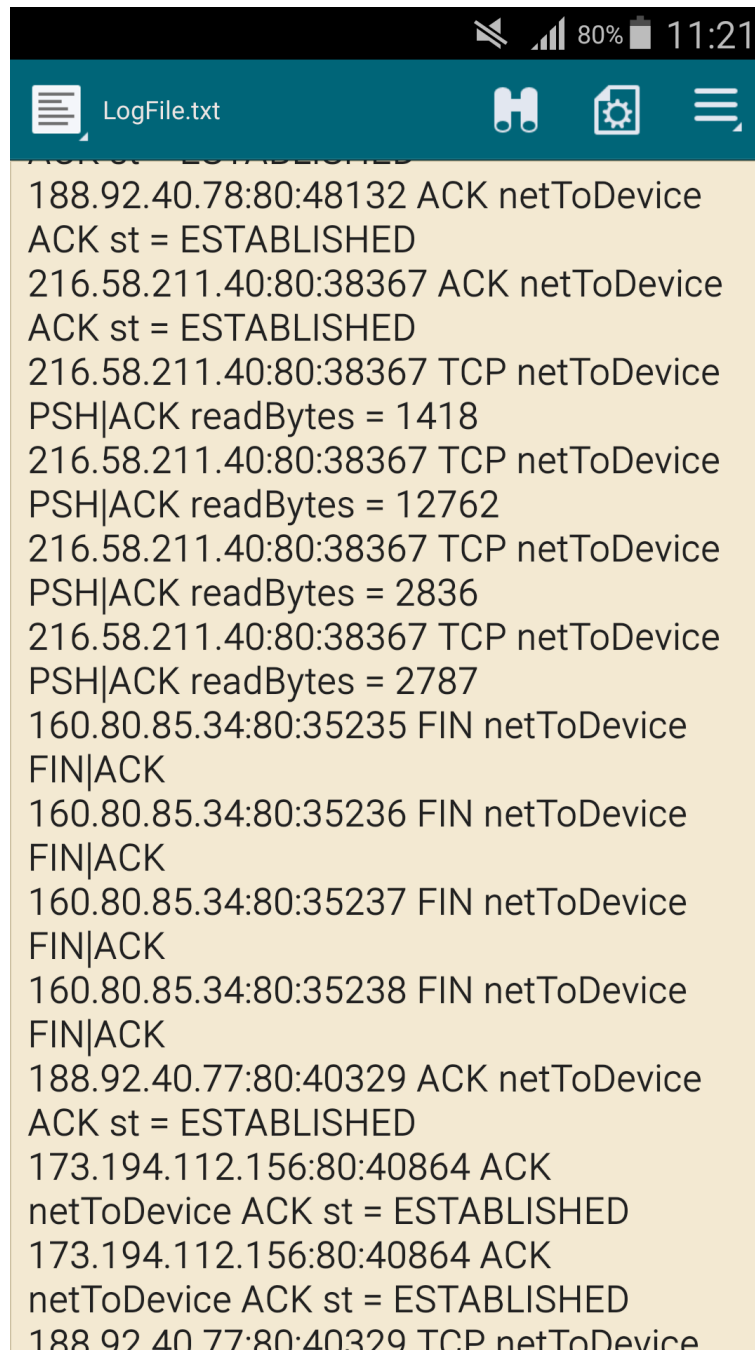 80% 11:21
LogFile.txt
ACK st = ESTABLISHED
188.92.40.78:80:48132 ACK netToDevice
ACK st = ESTABLISHED
216.58.211.40:80:38367 ACK netToDevice
ACK st = ESTABLISHED
216.58.211.40:80:38367 TCP netToDevice
PSH|ACK readBytes = 1418
216.58.211.40:80:38367 TCP netToDevice
PSH|ACK readBytes = 12762
216.58.211.40:80:38367 TCP netToDevice
PSH|ACK readBytes = 2836
216.58.211.40:80:38367 TCP netToDevice
PSH|ACK readBytes = 2787
160.80.85.34:80:35235 FIN netToDevice
FIN|ACK
160.80.85.34:80:35236 FIN netToDevice
FIN|ACK
160.80.85.34:80:35237 FIN netToDevice
FIN|ACK
160.80.85.34:80:35238 FIN netToDevice
FIN|ACK
188.92.40.77:80:40329 ACK netToDevice
ACK st = ESTABLISHED
173.194.112.156:80:40864 ACK
netToDevice ACK st = ESTABLISHED
173.194.112.156:80:40864 ACK
netToDevice ACK st = ESTABLISHED
188.92.40.77:80:40329 TCP netToDevice